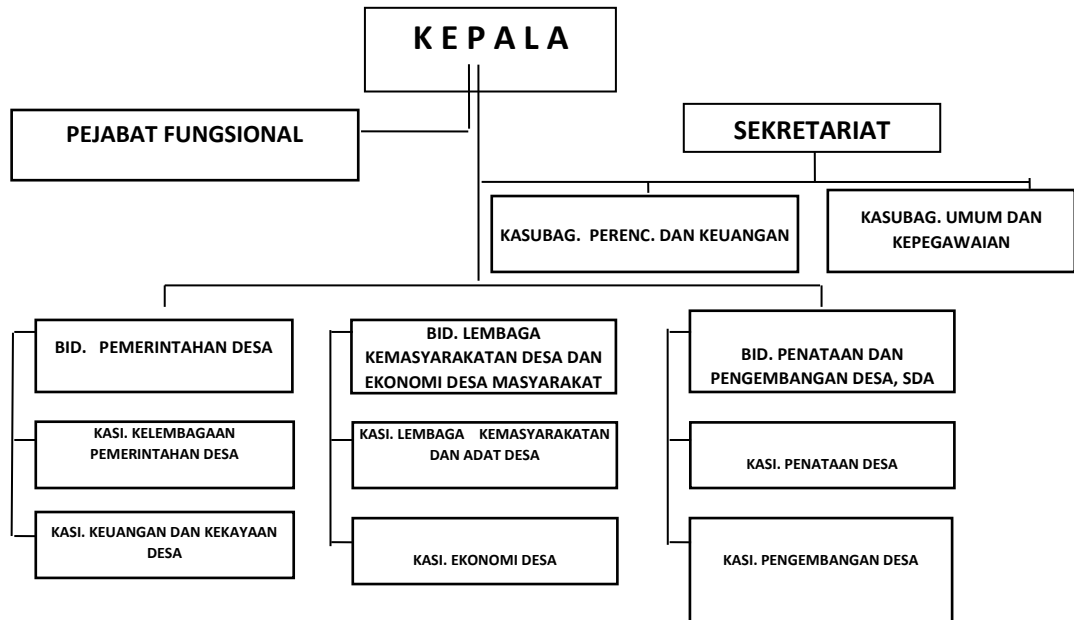 K E P A L A
PEJABAT FUNGSIONAL
SEKRETARIAT
KASUBAG. PERENC. DAN KEUANGAN
KASUBAG. UMUM DAN
KEPEGAWAIAN
BID. PEMERINTAHAN DESA
BID. LEMBAGA
KEMASYARAKATAN DESA DAN
EKONOMI DESA MASYARAKAT
BID. PENATAAN DAN
PENGEMBANGAN DESA, SDA
KASI. KELEMBAGAAN
PEMERINTAHAN DESA
KASI. LEMBAGA KEMASYARAKATAN
DAN ADAT DESA
KASI. PENATAAN DESA
KASI. KEUANGAN DAN KEKAYAAN
DESA
KASI. EKONOMI DESA
KASI. PENGEMBANGAN DESA